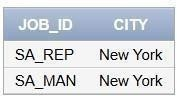 JOB_ID CITY
SA_REP New York
SA_MAN New York